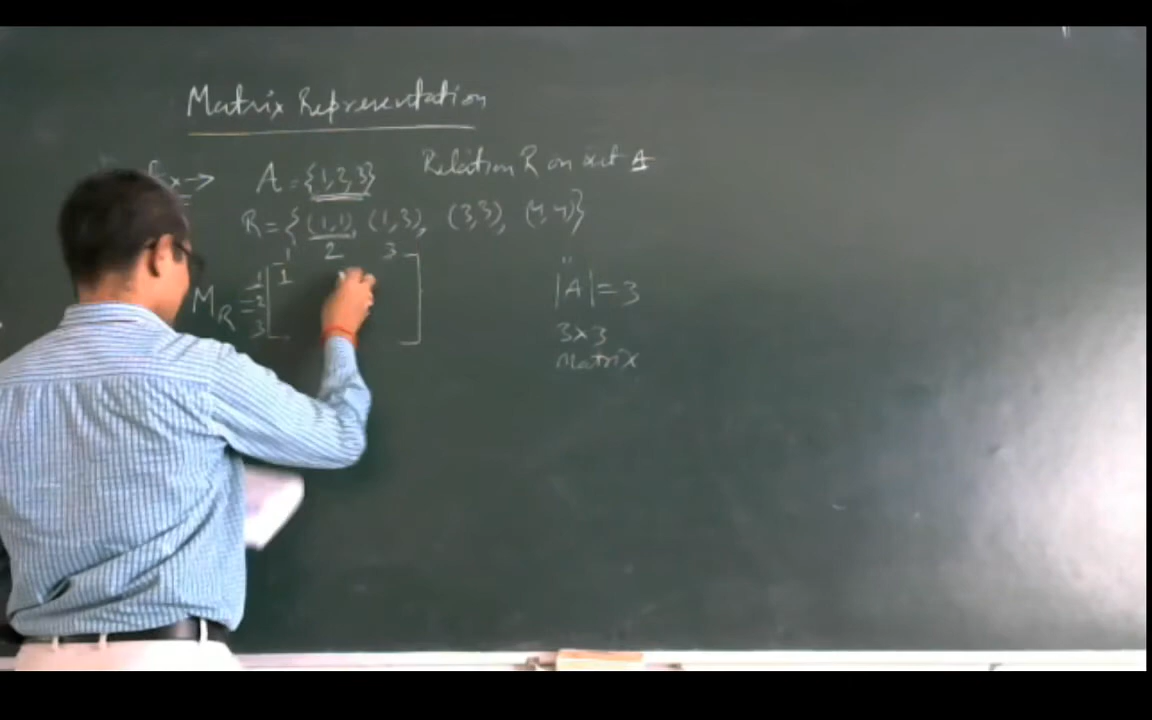 Matrix Representation
Ex → A = {1,2,3} Relation R on set A
R = { (1,1), (1,3), (3,3), (4,4)}
1 2 3
M_R = 1 2 3 [ 1 ]
|A| = 3
3x3
Matrix